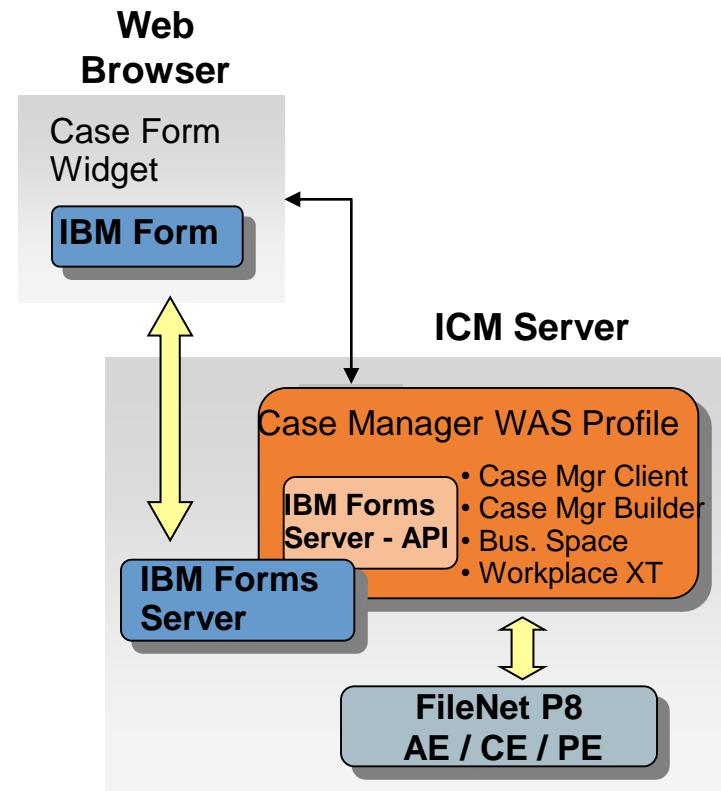 Web
Browser
Case Form
Widget
IBM Form
ICM Server
Case Manager WAS Profile
IBM Forms
Server - API
• Case Mgr Client
• Case Mgr Builder
• Bus. Space
• Workplace XT
IBM Forms
Server
FileNet P8
AE / CE / PE